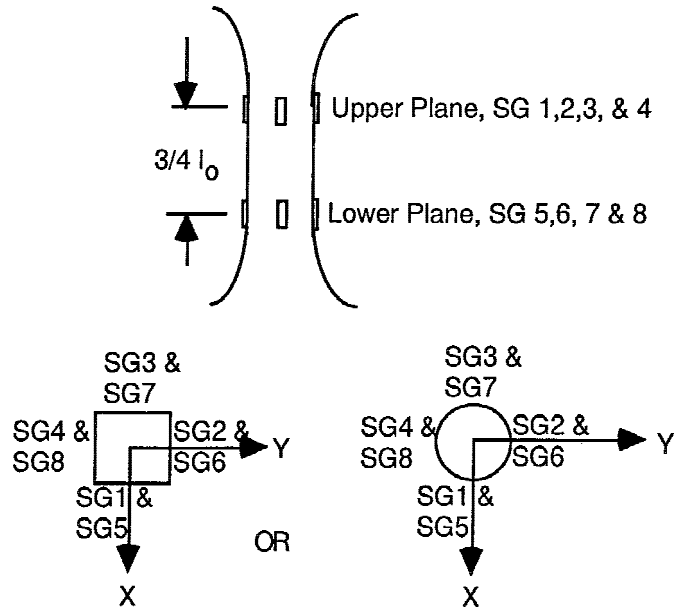 Upper Plane, SG 1,2,3, & 4
3/4 lo
Lower Plane, SG 5,6, 7 & 8
SG3 &
SG7
SG4 &
SG8
SG2 &
SG6
Y
SG1 &
SG5
X
OR
SG3 &
SG7
SG4 &
SG8
SG2 &
SG6
Y
SG1 &
SG5
X